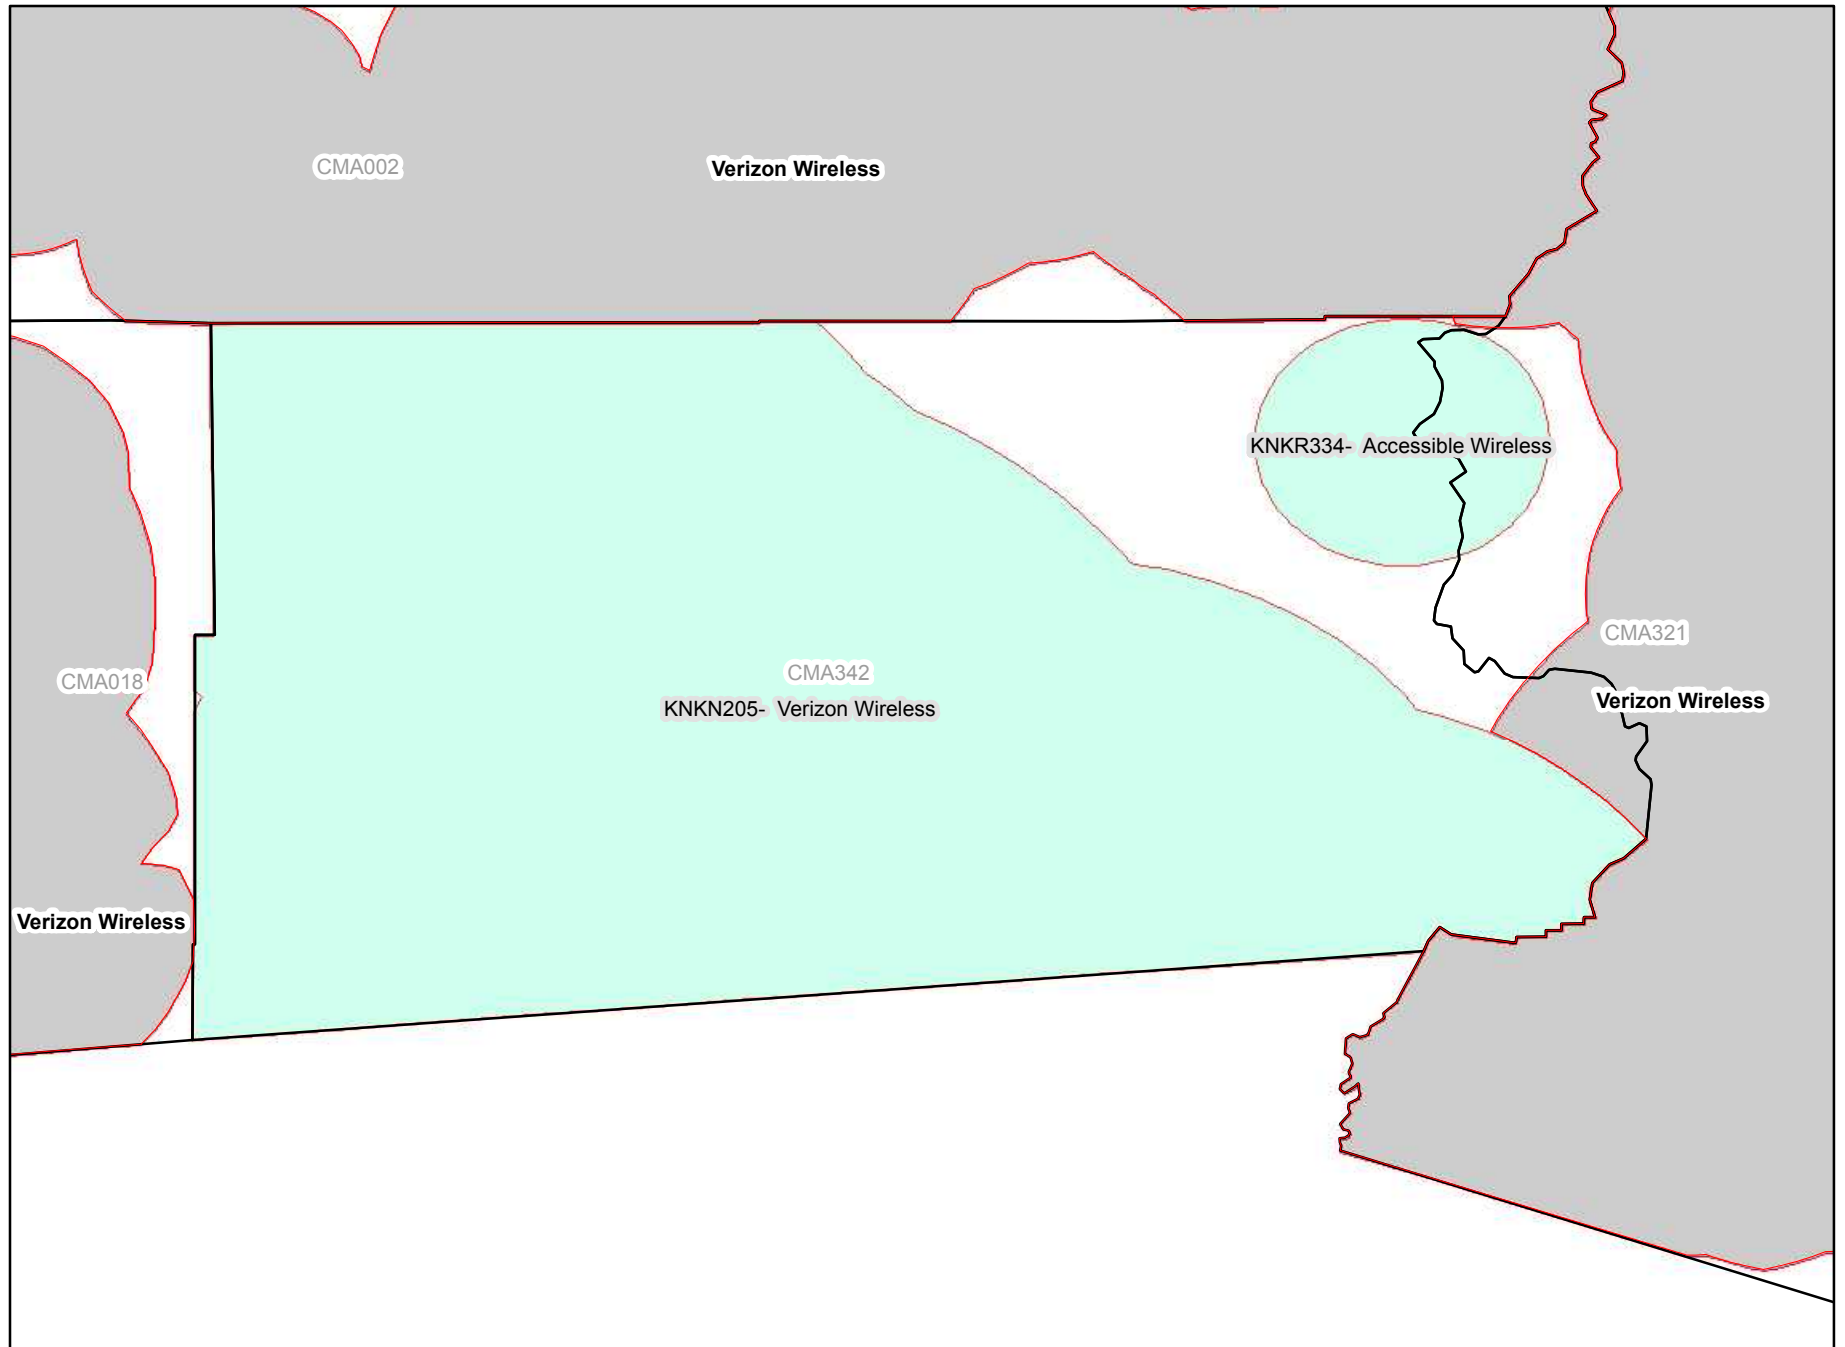 CMA002
Verizon Wireless
KNKR334-  Accessible Wireless
CMA321
CMA018
CMA342
Verizon Wireless
KNKN205-  Verizon Wireless
Verizon Wireless